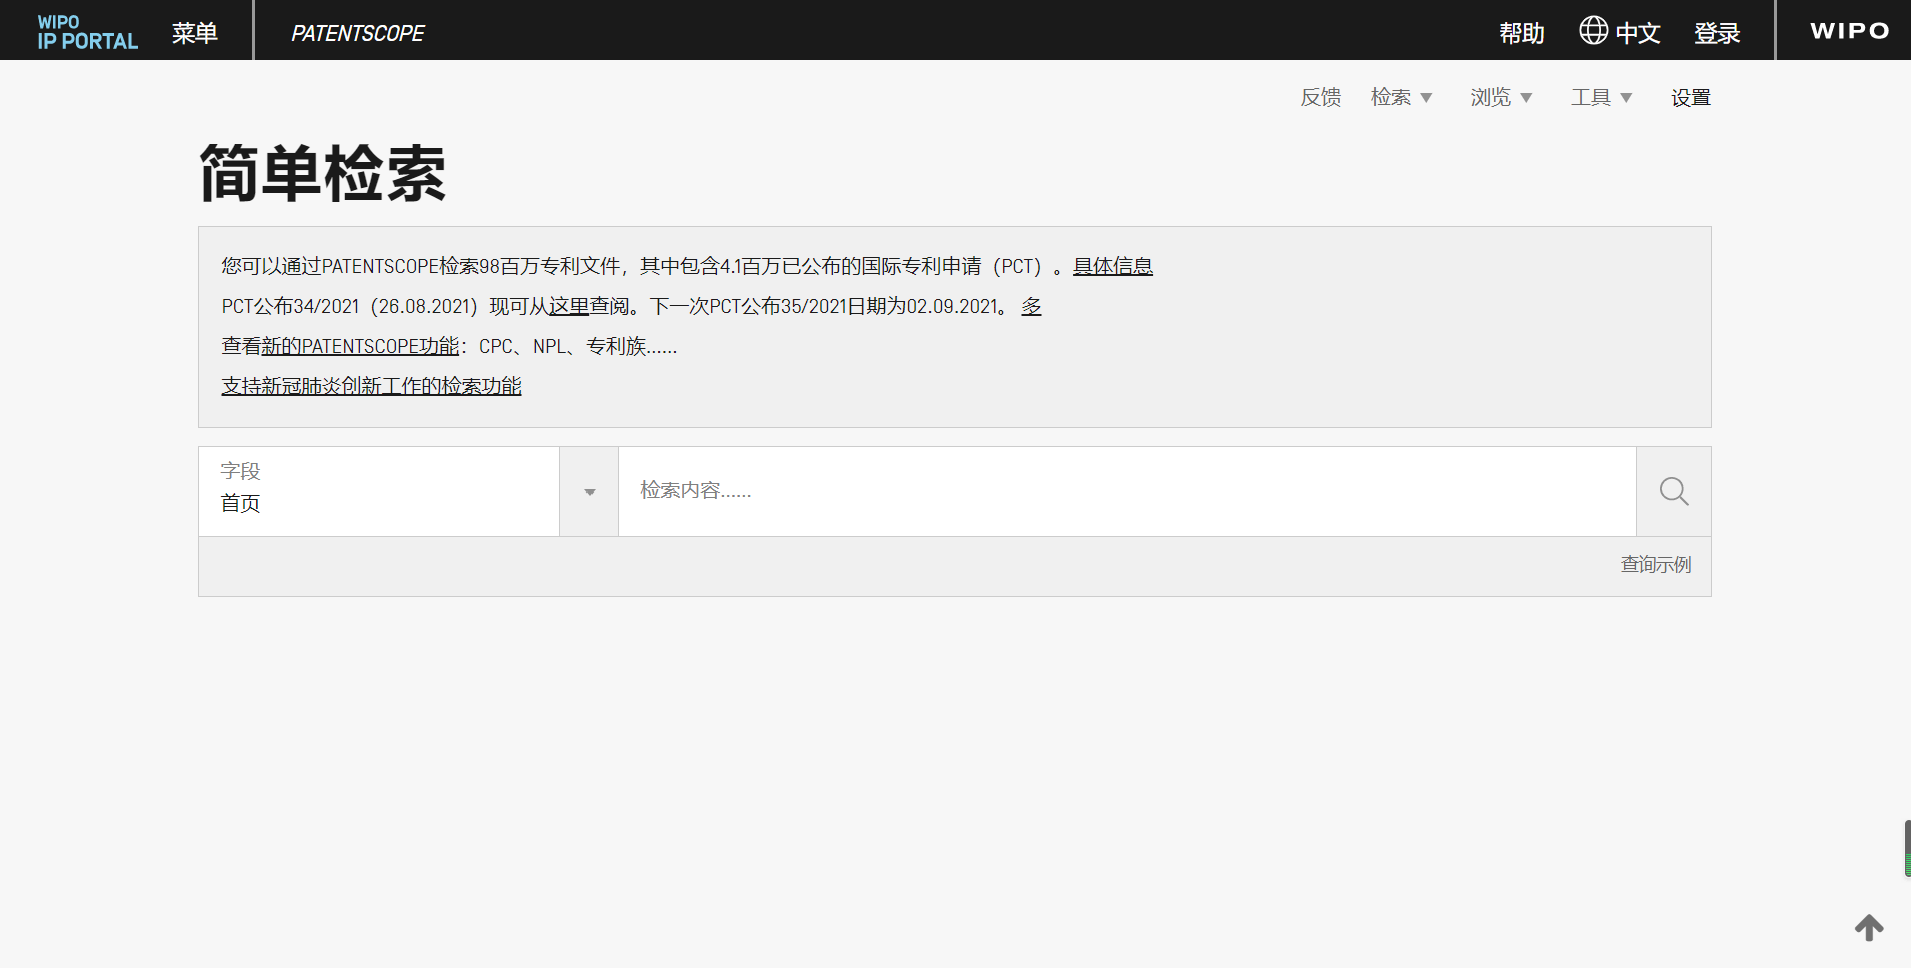 WIPO
IP PORTAL
菜单
PATENTSCOPE
帮助
中文
登录
WIPO
反馈
检索
浏览
工具
设置
简单检索
您可以通过PATENTSCOPE检索98百万专利文件，其中包含4.1百万已公布的国际专利申请（PCT）。具体信息
PCT公布34/2021（26.08.2021）现可从这里查阅。下一次PCT公布35/2021日期为02.09.2021。 多
查看新的PATENTSCOPE功能：CPC、NPL、专利族……
支持新冠肺炎创新工作的检索功能
字段
首页
检索内容……
查询示例